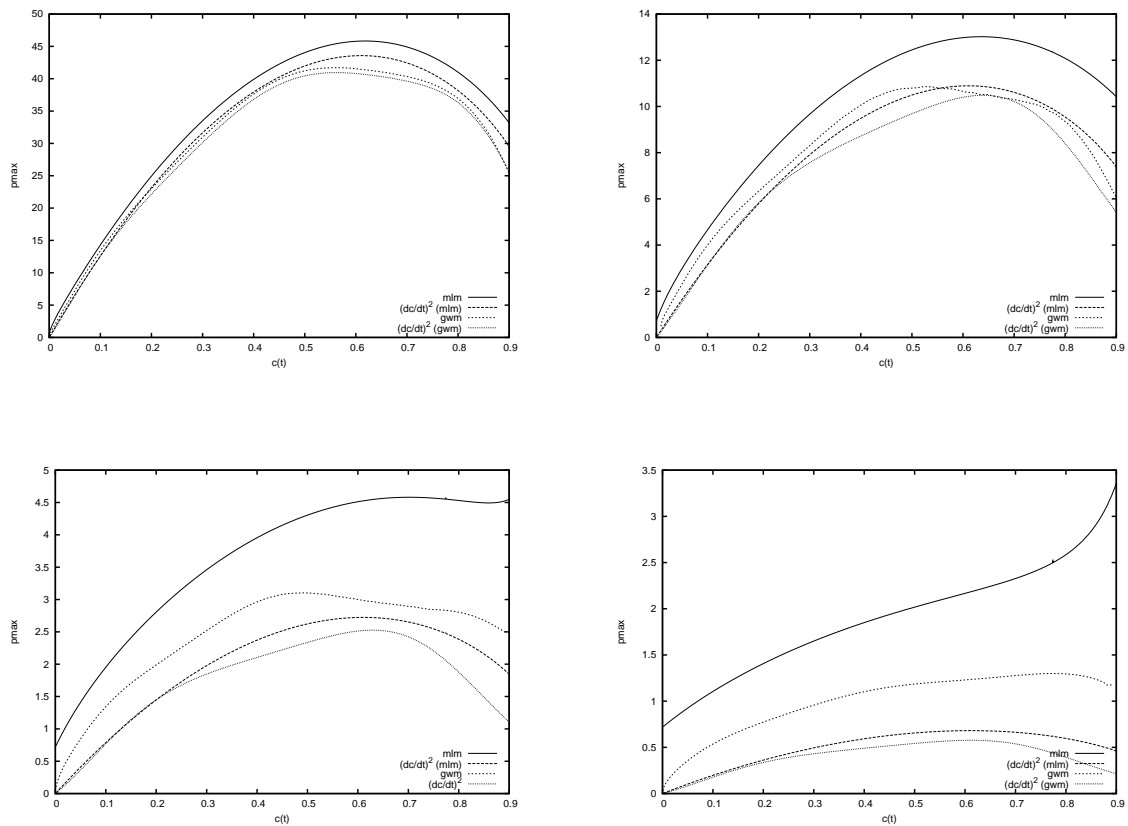 50
45
40
35
30
25
20
15
10
5
0
pmax
0 0.1 0.2 0.3 0.4 0.5 0.6 0.7 0.8 0.9
c(t)
mlm
(dc/dt)² (mlm)
gwm
(dc/dt)² (gwm)
14
12
10
8
6
4
2
0
pmax
0 0.1 0.2 0.3 0.4 0.5 0.6 0.7 0.8 0.9
c(t)
mlm
(dc/dt)² (mlm)
gwm
(dc/dt)² (gwm)
5
4.5
4
3.5
3
2.5
2
1.5
1
0.5
0
pmax
0 0.1 0.2 0.3 0.4 0.5 0.6 0.7 0.8 0.9
c(t)
mlm
(dc/dt)² (mlm)
gwm
(dc/dt)²
3.5
3
2.5
2
1.5
1
0.5
0
pmax
0 0.1 0.2 0.3 0.4 0.5 0.6 0.7 0.8 0.9
c(t)
mlm
(dc/dt)² (mlm)
gwm
(dc/dt)² (gwm)